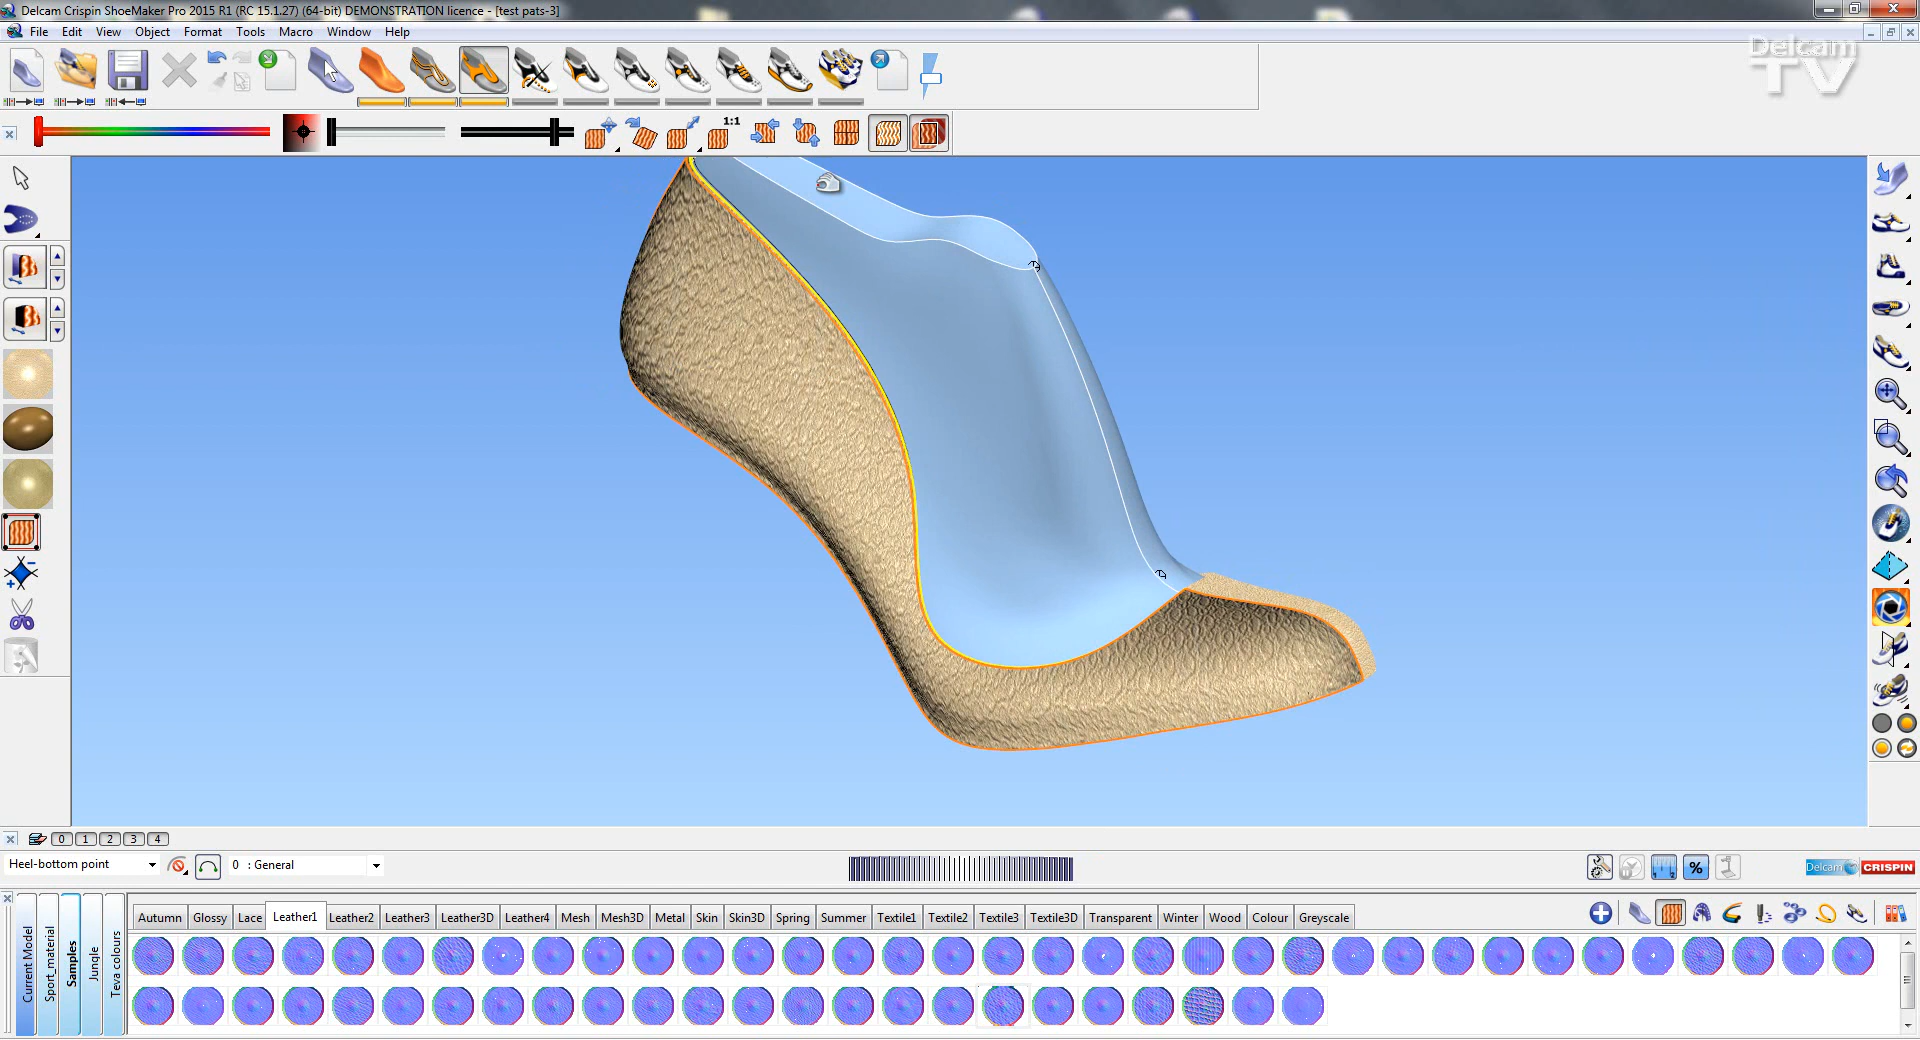 Delcam Crispin ShoeMaker Pro 2015 R1 (RC 15.1.27) (64-bit) DEMONSTRATION licence - [test pats-3]
File Edit View Object Format Tools Macro Window Help
Delcam
TV
1:1
0 1 2 3 4
Heel-bottom point
0 : General
%
Delcam CRISPIN
Current Model
Sport_material
Samples
Jungle
Teva colours
Autumn Glossy Lace Leather1 Leather2 Leather3 Leather3D Leather4 Mesh Mesh3D Metal Skin Skin3D Spring Summer Textile1 Textile2 Textile3 Textile3D Transparent Winter Wood Colour Greyscale